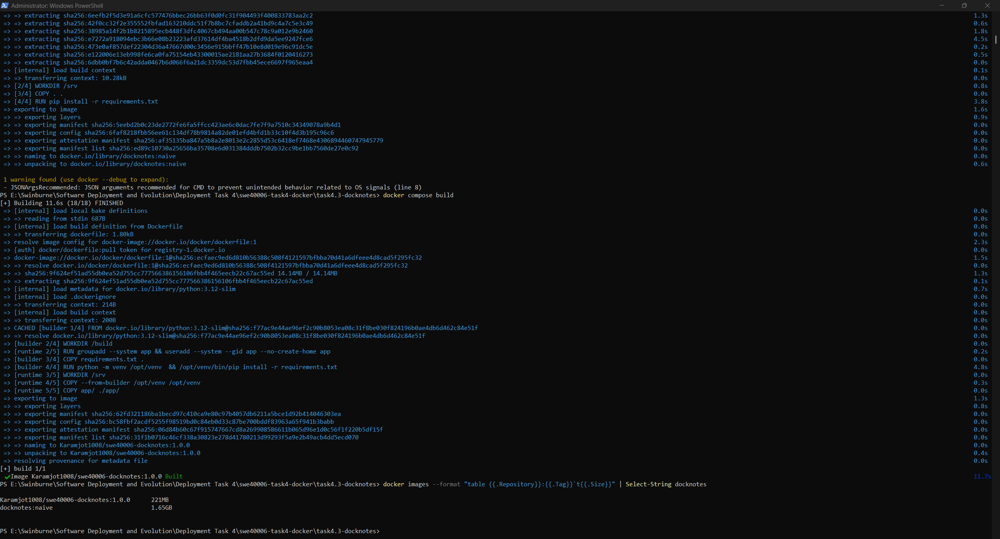 Administrator: Windows PowerShell
=> => extracting sha256:6eefb2f5d3e91a6cfc577476bbec26bb63f0d0fc31f904493f400833783aa2c2 1.3s
=> => extracting sha256:42f0cc32f2e355552fbfad163210ddc51f7b8bc7cfaddb2a41bd9c4a7c5e3c49 0.6s
=> => extracting sha256:38985a14f2b1b8215895ecb448f3dfc4067cb494aa00b547c78c9a012e9b2460 1.8s
=> => extracting sha256:e7272a918094ebc3b66e08b23223afd37614df4ba4518b2dfd9da5ee9247fce6 4.5s
=> => extracting sha256:473e0af857def22304d36a47667d00c3456e915bbff47b10e8d019e96c91dc5e 0.2s
=> => extracting sha256:e122006e13eb998fe6ca0fa75154eb43300015ae2181aa27b3684f0120416273 0.5s
=> => extracting sha256:6dbb0bf7b6c42adda0467b6d066f6a21dc3359dc53d7fbb45ece6697f965eaa4 0.0s
=> [internal] load build context 0.1s
=> => transferring context: 10.28kB 0.0s
=> [2/4] WORKDIR /srv 0.8s
=> [3/4] COPY . . 0.0s
=> [4/4] RUN pip install -r requirements.txt 3.8s
=> exporting to image 1.6s
=> => exporting layers 0.9s
=> => exporting manifest sha256:5eebd2b0c23de2772fe6fa5ffcc423ae6c0dac7fe7f9a7510c34349078a9b4d1 0.0s
=> => exporting config sha256:6faf8218fbb56ee61c134df78b9814a82de01efd4bfd1b33c10f4d3b195c96c6 0.0s
=> => exporting attestation manifest sha256:af35135ba847a5b8a2e8013e2c2855d53c6418ef7468e4306894460747945779 0.0s
=> => exporting manifest list sha256:ed89c10730a25656ba35708e6d031384dddb7502b32cc9be1bb7560de27e0c92 0.0s
=> => naming to docker.io/library/docknotes:naive 0.0s
=> => unpacking to docker.io/library/docknotes:naive 0.6s
1 warning found (use docker --debug to expand):
- JSONArgsRecommended: JSON arguments recommended for CMD to prevent unintended behavior related to OS signals (line 8)
PS E:\Swinburne\Software Deployment and Evolution\Deployment Task 4\swe40006-task4-docker\task4.3-docknotes> docker compose build
[+] Building 11.6s (18/18) FINISHED
=> [internal] load local bake definitions 0.0s
=> => reading from stdin 687B 0.0s
=> [internal] load build definition from Dockerfile 0.0s
=> => transferring dockerfile: 1.80kB 0.0s
=> resolve image config for docker-image://docker.io/docker/dockerfile:1 2.3s
=> [auth] docker/dockerfile:pull token for registry-1.docker.io 0.0s
=> docker-image://docker.io/docker/dockerfile:1@sha256:ecfaec9ed6d810b56388c508f4121597bfbba70d41a6dfeee4d8cad5f295fc32 1.5s
=> => resolve docker.io/docker/dockerfile:1@sha256:ecfaec9ed6d810b56388c508f4121597bfbba70d41a6dfeee4d8cad5f295fc32 0.0s
=> => sha256:9f624ef51ad55db0ea52d755cc777566386156106fbb4f465eecb22c67ac55ed 14.14MB / 14.14MB 1.3s
=> => extracting sha256:9f624ef51ad55db0ea52d755cc777566386156106fbb4f465eecb22c67ac55ed 0.1s
=> [internal] load metadata for docker.io/library/python:3.12-slim 0.7s
=> [internal] load .dockerignore 0.0s
=> => transferring context: 214B 0.0s
=> [internal] load build context 0.0s
=> => transferring context: 200B 0.0s
=> CACHED [builder 1/4] FROM docker.io/library/python:3.12-slim@sha256:f77ac9e44ae96ef2c90b8053ea08c31f8be030f824196b0ae4db6d462c84e51f 0.0s
=> => resolve docker.io/library/python:3.12-slim@sha256:f77ac9e44ae96ef2c90b8053ea08c31f8be030f824196b0ae4db6d462c84e51f 0.0s
=> [builder 2/4] WORKDIR /build 0.0s
=> [runtime 2/5] RUN groupadd --system app && useradd --system --gid app --no-create-home app 0.2s
=> [builder 3/4] COPY requirements.txt . 0.0s
=> [builder 4/4] RUN python -m venv /opt/venv  && /opt/venv/bin/pip install -r requirements.txt 4.8s
=> [runtime 3/5] WORKDIR /srv 0.0s
=> [runtime 4/5] COPY --from=builder /opt/venv /opt/venv 0.3s
=> [runtime 5/5] COPY app/ ./app/ 0.0s
=> exporting to image 1.3s
=> => exporting layers 0.8s
=> => exporting manifest sha256:62fd321186ba1becd97c410ca9e80c97b4057db6211a5bce1d92b414046303ea 0.0s
=> => exporting config sha256:bc58fbf2acdf5255f98519bd0c84eb0d33c87be700bddf83963a65f941b3babb 0.0s
=> => exporting attestation manifest sha256:06d84b60c67f915747667cd8a269908586611b065d96e1d0c56f1f220b5df15f 0.0s
=> => exporting manifest list sha256:31f1b0716c46cf338a30823e278d41780213d99293f5a9e2b49acb4dd5ecd070 0.0s
=> => naming to Karamjot1008/swe40006-docknotes:1.0.0 0.0s
=> => unpacking to Karamjot1008/swe40006-docknotes:1.0.0 0.4s
=> resolving provenance for metadata file 0.0s
[+] build 1/1
✔Image Karamjot1008/swe40006-docknotes:1.0.0 Built 11.7s
PS E:\Swinburne\Software Deployment and Evolution\Deployment Task 4\swe40006-task4-docker\task4.3-docknotes> docker images --format "table {{.Repository}}:{{.Tag}}`t{{.Size}}" | Select-String docknotes
Karamjot1008/swe40006-docknotes:1.0.0 221MB
docknotes:naive 1.65GB
PS E:\Swinburne\Software Deployment and Evolution\Deployment Task 4\swe40006-task4-docker\task4.3-docknotes>